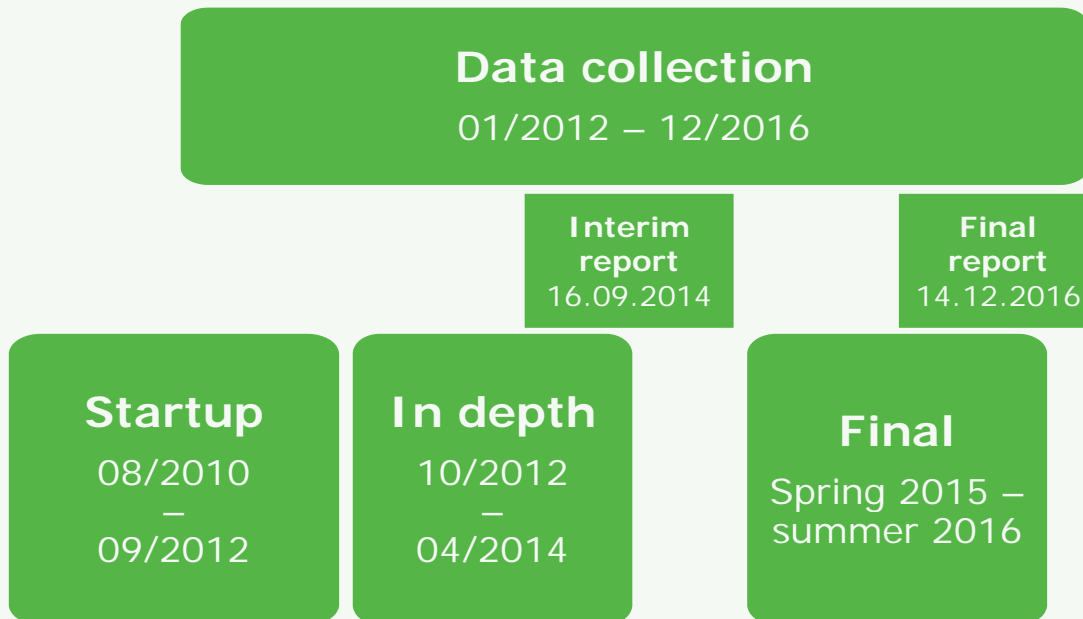 Data collection
01/2012 – 12/2016
Interim
report
16.09.2014
Final
report
14.12.2016
Startup
08/2010
–
09/2012
In depth
10/2012
–
04/2014
Final
Spring 2015 –
summer 2016